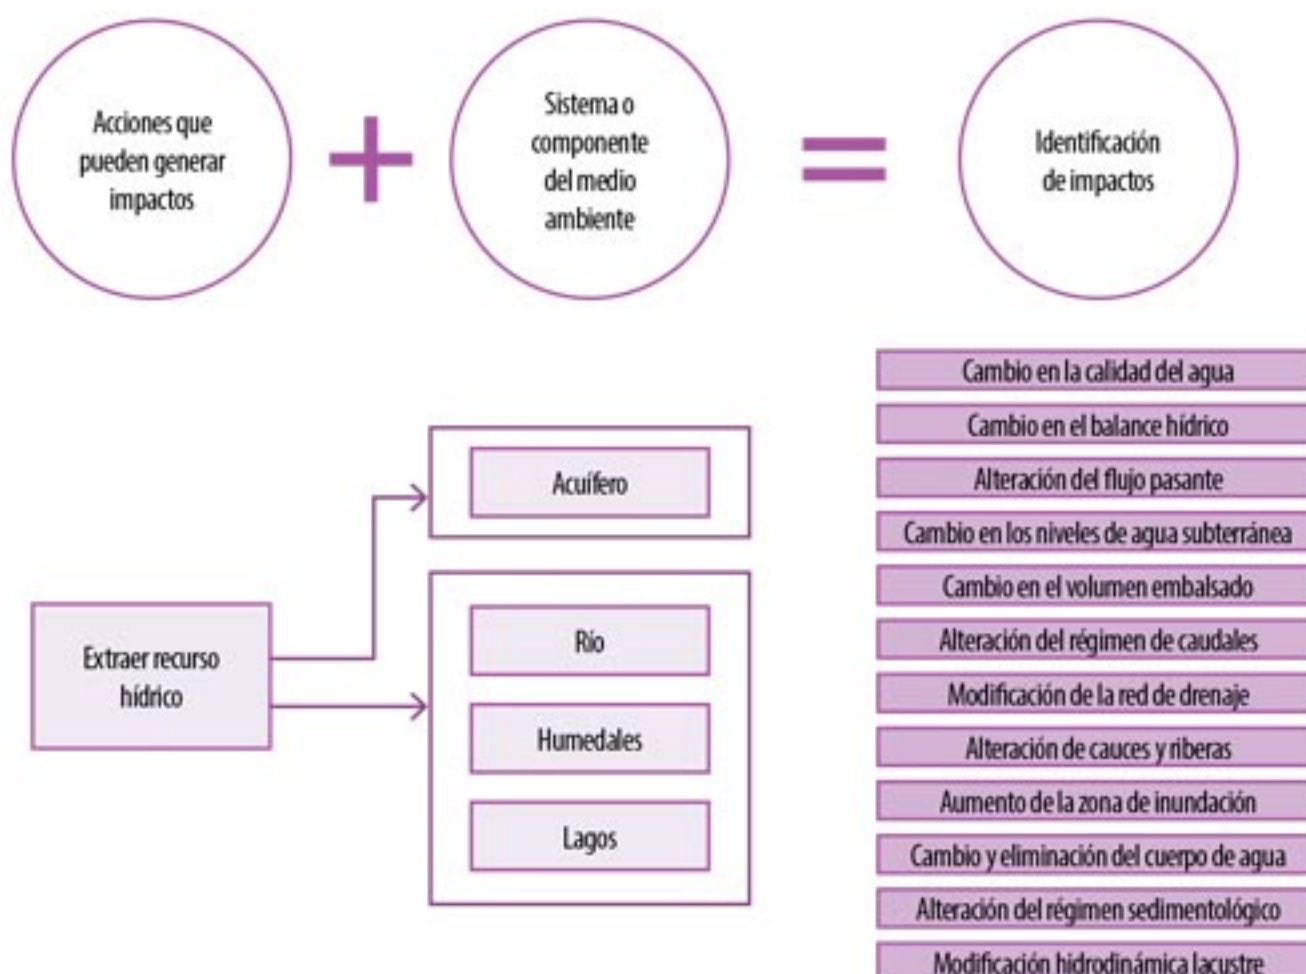 Acciones que
pueden generar
impactos
Sistema o
componente
del medio
ambiente
Identificación
de impactos
Extraer recurso
hídrico
Acuífero
Río
Humedales
Lagos
Cambio en la calidad del agua
Cambio en el balance hídrico
Alteración del flujo pasante
Cambio en los niveles de agua subterránea
Cambio en el volumen embalsado
Alteración del régimen de caudales
Modificación de la red de drenaje
Alteración de cauces y riberas
Aumento de la zona de inundación
Cambio y eliminación del cuerpo de agua
Alteración del régimen sedimentológico
Modificación hidrodinámica lacustre